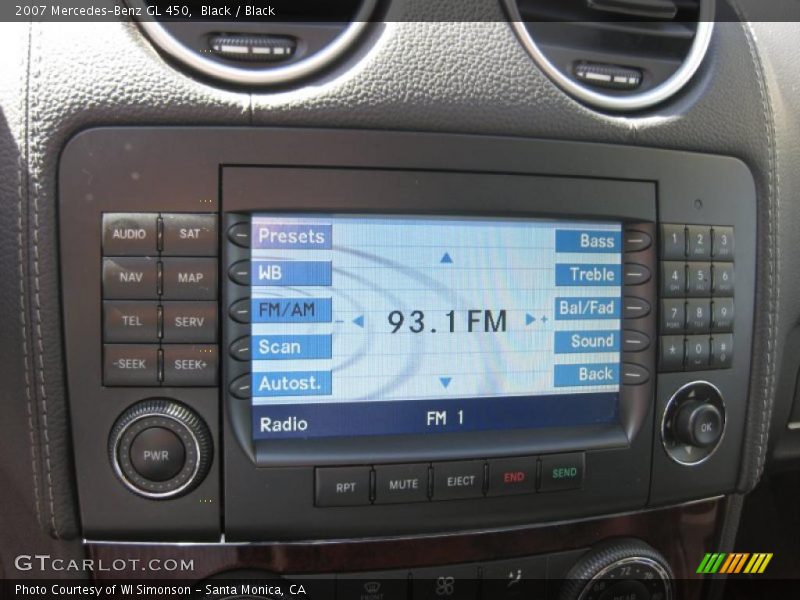 2007 Mercedes-Benz GL 450, Black / Black
AUDIO SAT
NAV MAP
TEL SERV
-SEEK SEEK+
PWR
Presets
WB
FM/AM
Scan
Autost.
- 93.1 FM +
Bass
Treble
Bal/Fad
Sound
Back
Radio FM 1
1 2 3
4 5 6
7 8 9
* 0 #
OK
RPT MUTE EJECT END SEND
72
GTCARLOT.COM
Photo Courtesy of WI Simonson - Santa Monica, CA